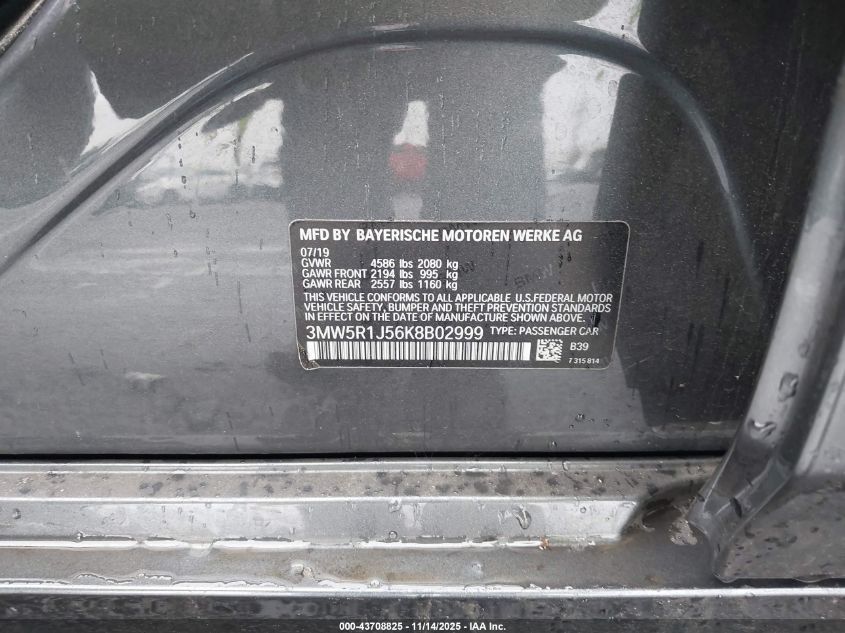 MFD BY BAYERISCHE MOTOREN WERKE AG
07/19
GVWR 4586 lbs 2080 kg
GAWR FRONT 2194 lbs 995 kg
GAWR REAR 2557 lbs 1160 kg
THIS VEHICLE CONFORMS TO ALL APPLICABLE U.S.FEDERAL MOTOR
VEHICLE SAFETY, BUMPER AND THEFT PREVENTION STANDARDS
IN EFFECT ON THE DATE OF MANUFACTURE SHOWN ABOVE.
3MW5R1J56K8B02999 TYPE: PASSENGER CAR
B39
7 315 814
000-43708825 - 11/14/2025 - IAA Inc.